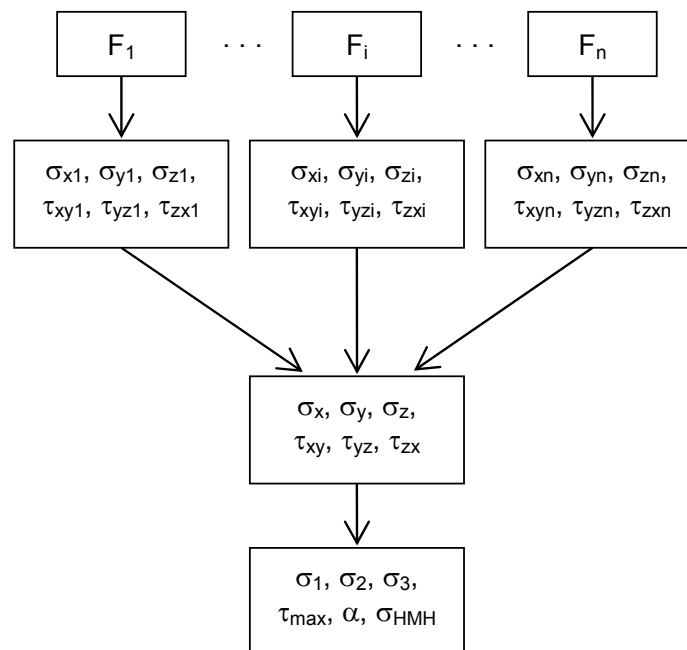 F₁ · · · Fᵢ · · · Fₙ
σx1, σy1, σz1,
τxy1, τyz1, τzx1
σxi, σyi, σzi,
τxyi, τyzi, τzxi
σxn, σyn, σzn,
τxyn, τyzn, τzxn
σx, σy, σz,
τxy, τyz, τzx
σ1, σ2, σ3,
τmax, α, σHMH